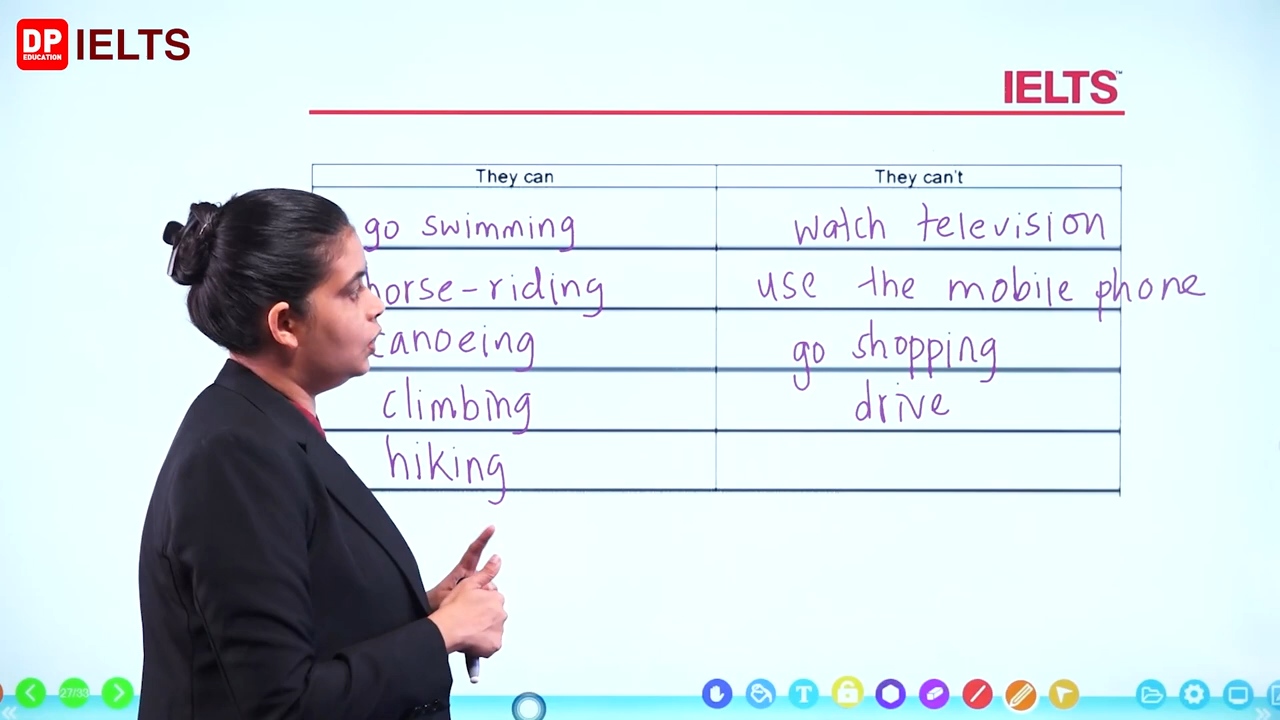 DP
EDUCATION
IELTS
IELTS™
They can
They can't
go swimming
watch television
horse-riding
use the mobile phone
canoeing
go shopping
climbing
drive
hiking
27/33
T